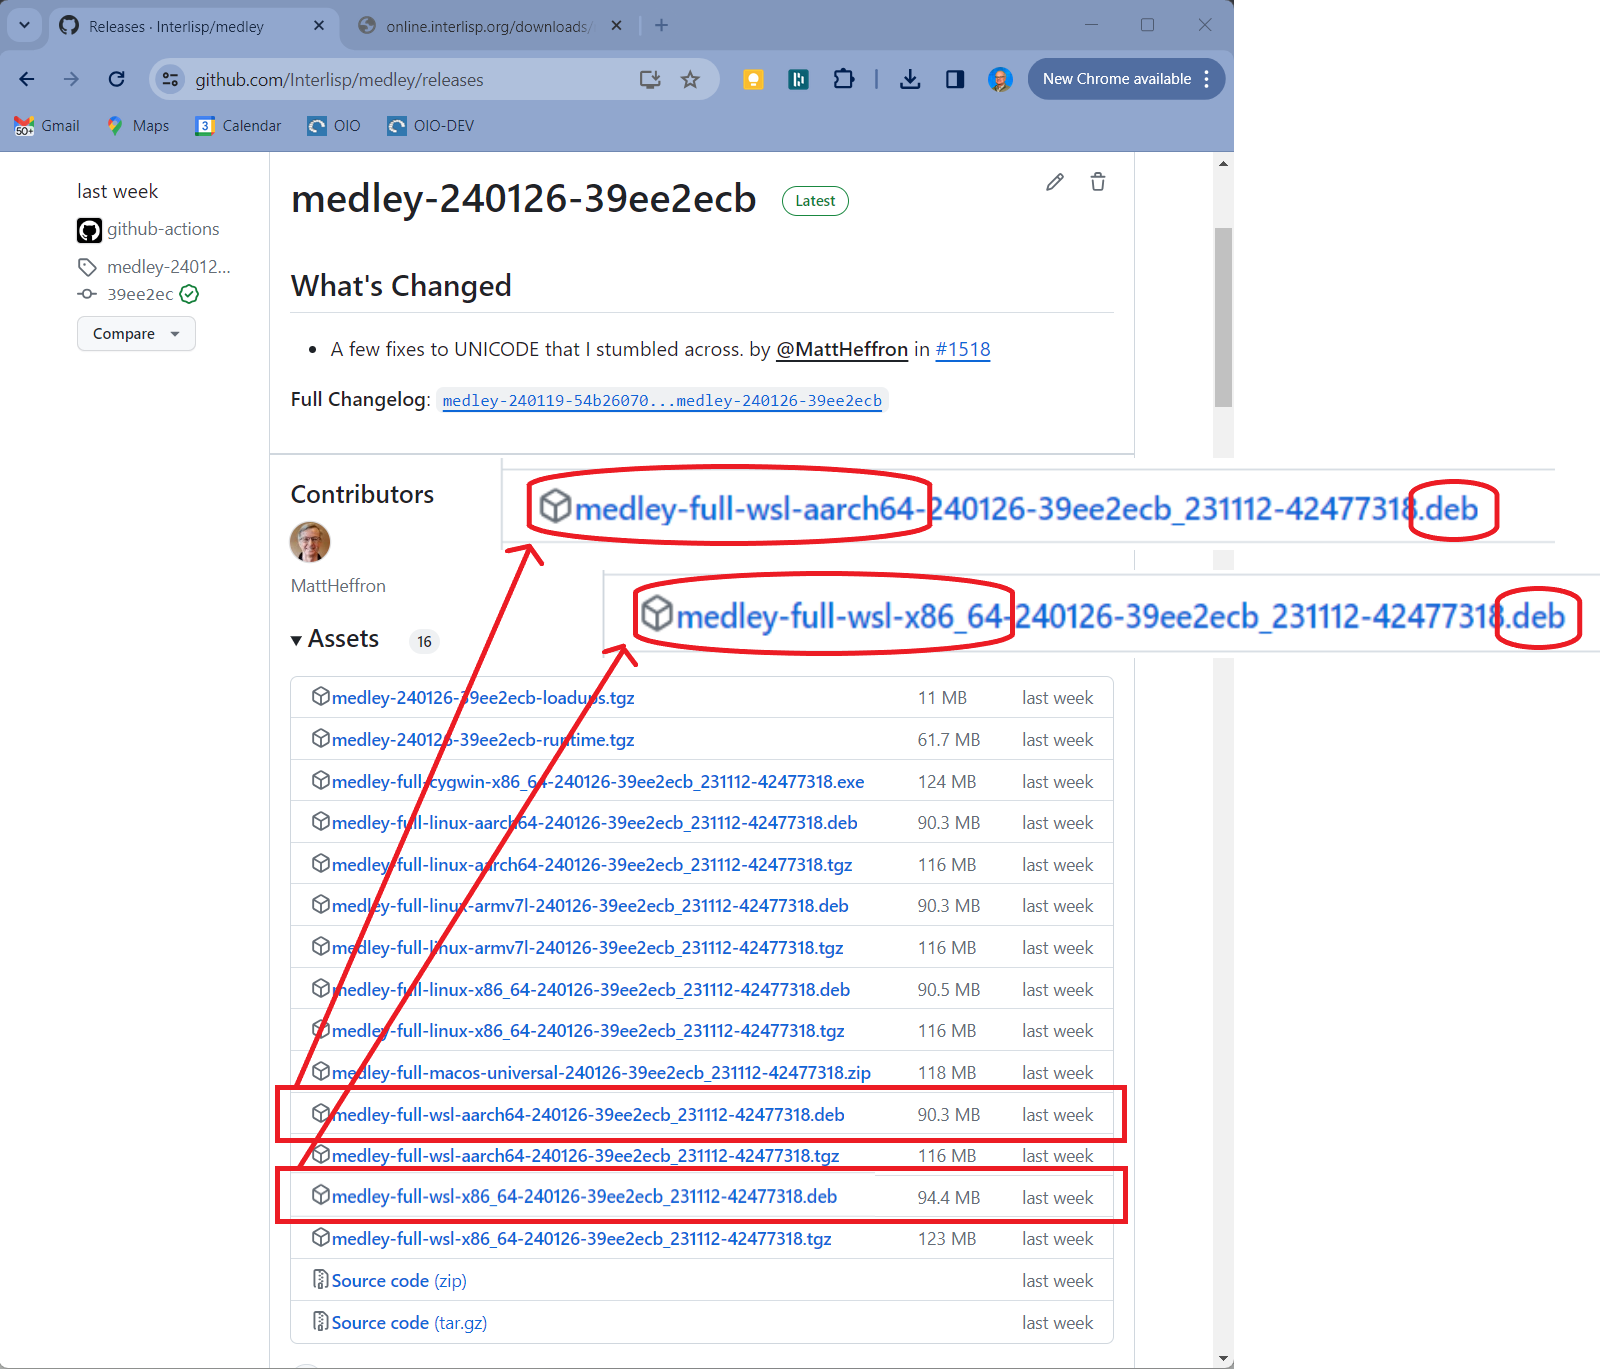 Releases · Interlisp/medley
online.interlisp.org/downloads/
github.com/Interlisp/medley/releases
New Chrome available
50+ Gmail
Maps
3 Calendar
OIO
OIO-DEV
last week
github-actions
medley-24012...
39ee2ec
Compare
medley-240126-39ee2ecb Latest
What's Changed
A few fixes to UNICODE that I stumbled across. by @MattHeffron in #1518
Full Changelog: medley-240119-54b26070...medley-240126-39ee2ecb
Contributors
MattHeffron
medley-full-wsl-aarch64-240126-39ee2ecb_231112-42477318.deb
medley-full-wsl-x86_64-240126-39ee2ecb_231112-42477318.deb
Assets 16
medley-240126-39ee2ecb-loadups.tgz 11 MB last week
medley-240126-39ee2ecb-runtime.tgz 61.7 MB last week
medley-full-cygwin-x86_64-240126-39ee2ecb_231112-42477318.exe 124 MB last week
medley-full-linux-aarch64-240126-39ee2ecb_231112-42477318.deb 90.3 MB last week
medley-full-linux-aarch64-240126-39ee2ecb_231112-42477318.tgz 116 MB last week
medley-full-linux-armv7l-240126-39ee2ecb_231112-42477318.deb 90.3 MB last week
medley-full-linux-armv7l-240126-39ee2ecb_231112-42477318.tgz 116 MB last week
medley-full-linux-x86_64-240126-39ee2ecb_231112-42477318.deb 90.5 MB last week
medley-full-linux-x86_64-240126-39ee2ecb_231112-42477318.tgz 116 MB last week
medley-full-macos-universal-240126-39ee2ecb_231112-42477318.zip 118 MB last week
medley-full-wsl-aarch64-240126-39ee2ecb_231112-42477318.deb 90.3 MB last week
medley-full-wsl-aarch64-240126-39ee2ecb_231112-42477318.tgz 116 MB last week
medley-full-wsl-x86_64-240126-39ee2ecb_231112-42477318.deb 94.4 MB last week
medley-full-wsl-x86_64-240126-39ee2ecb_231112-42477318.tgz 123 MB last week
Source code (zip) last week
Source code (tar.gz) last week